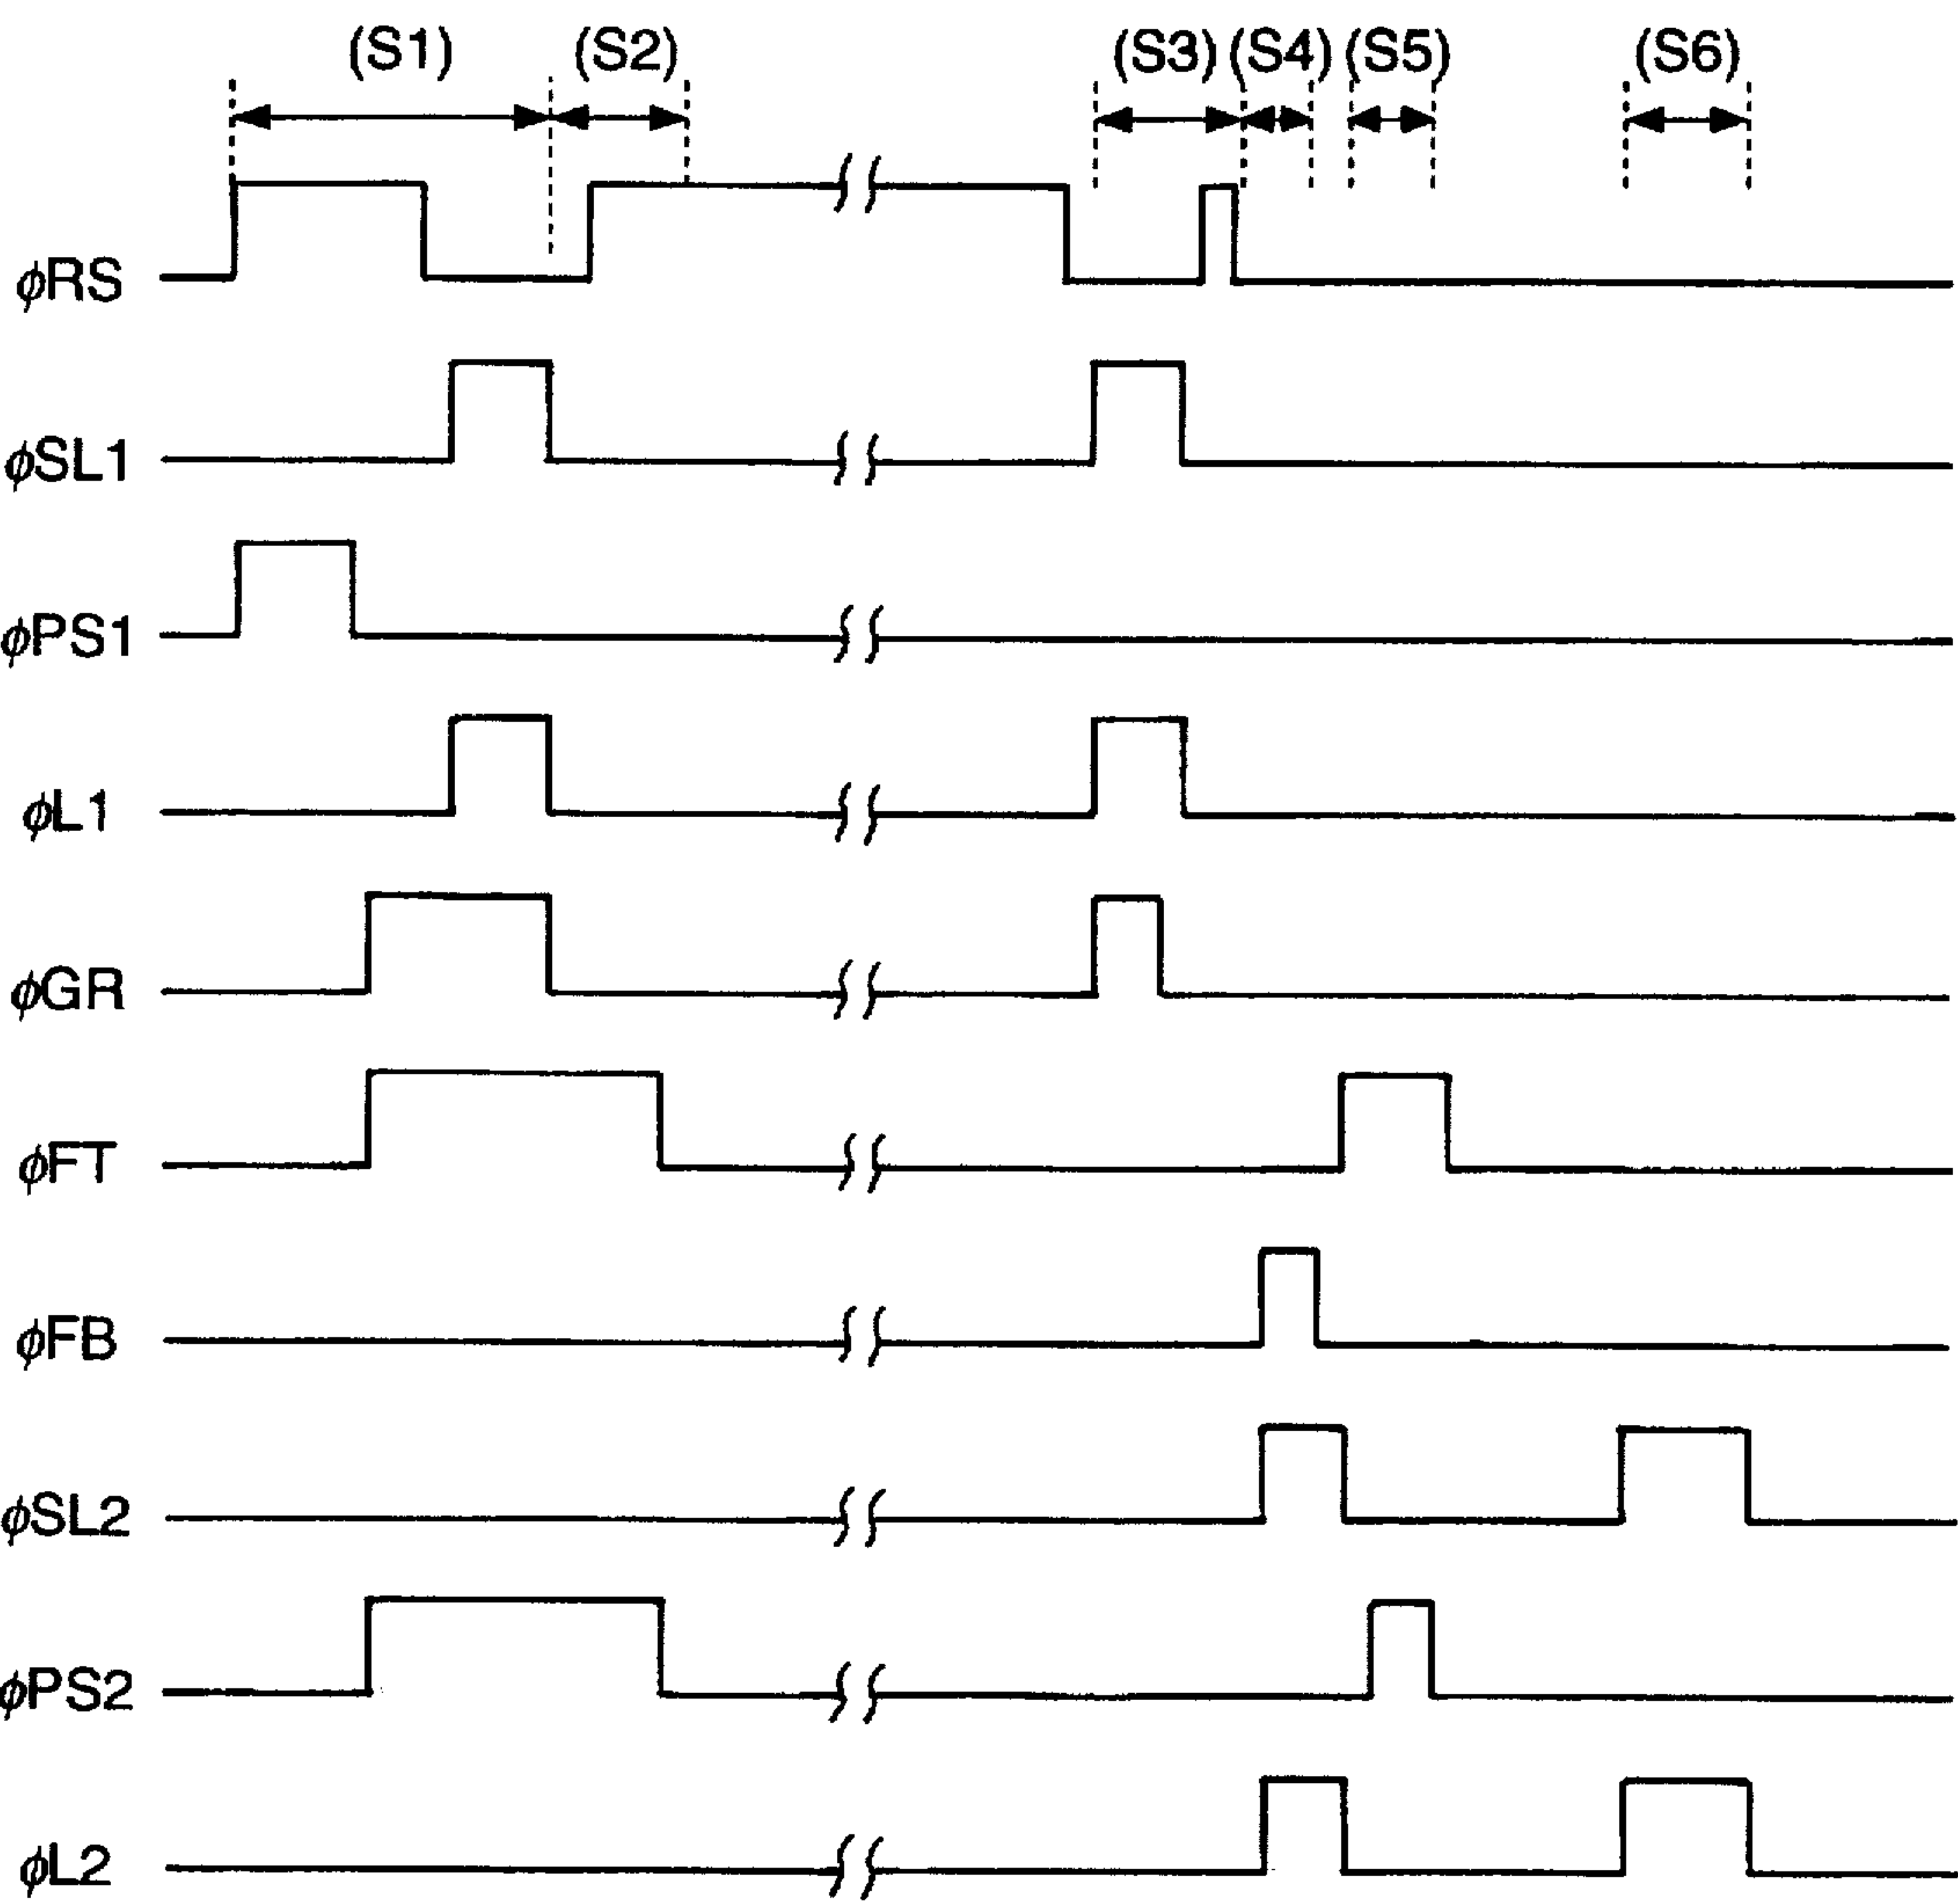 (S1) (S2) (S3) (S4) (S5) (S6)
ϕRS
ϕSL1
ϕPS1
ϕL1
ϕGR
ϕFT
ϕFB
ϕSL2
ϕPS2
ϕL2